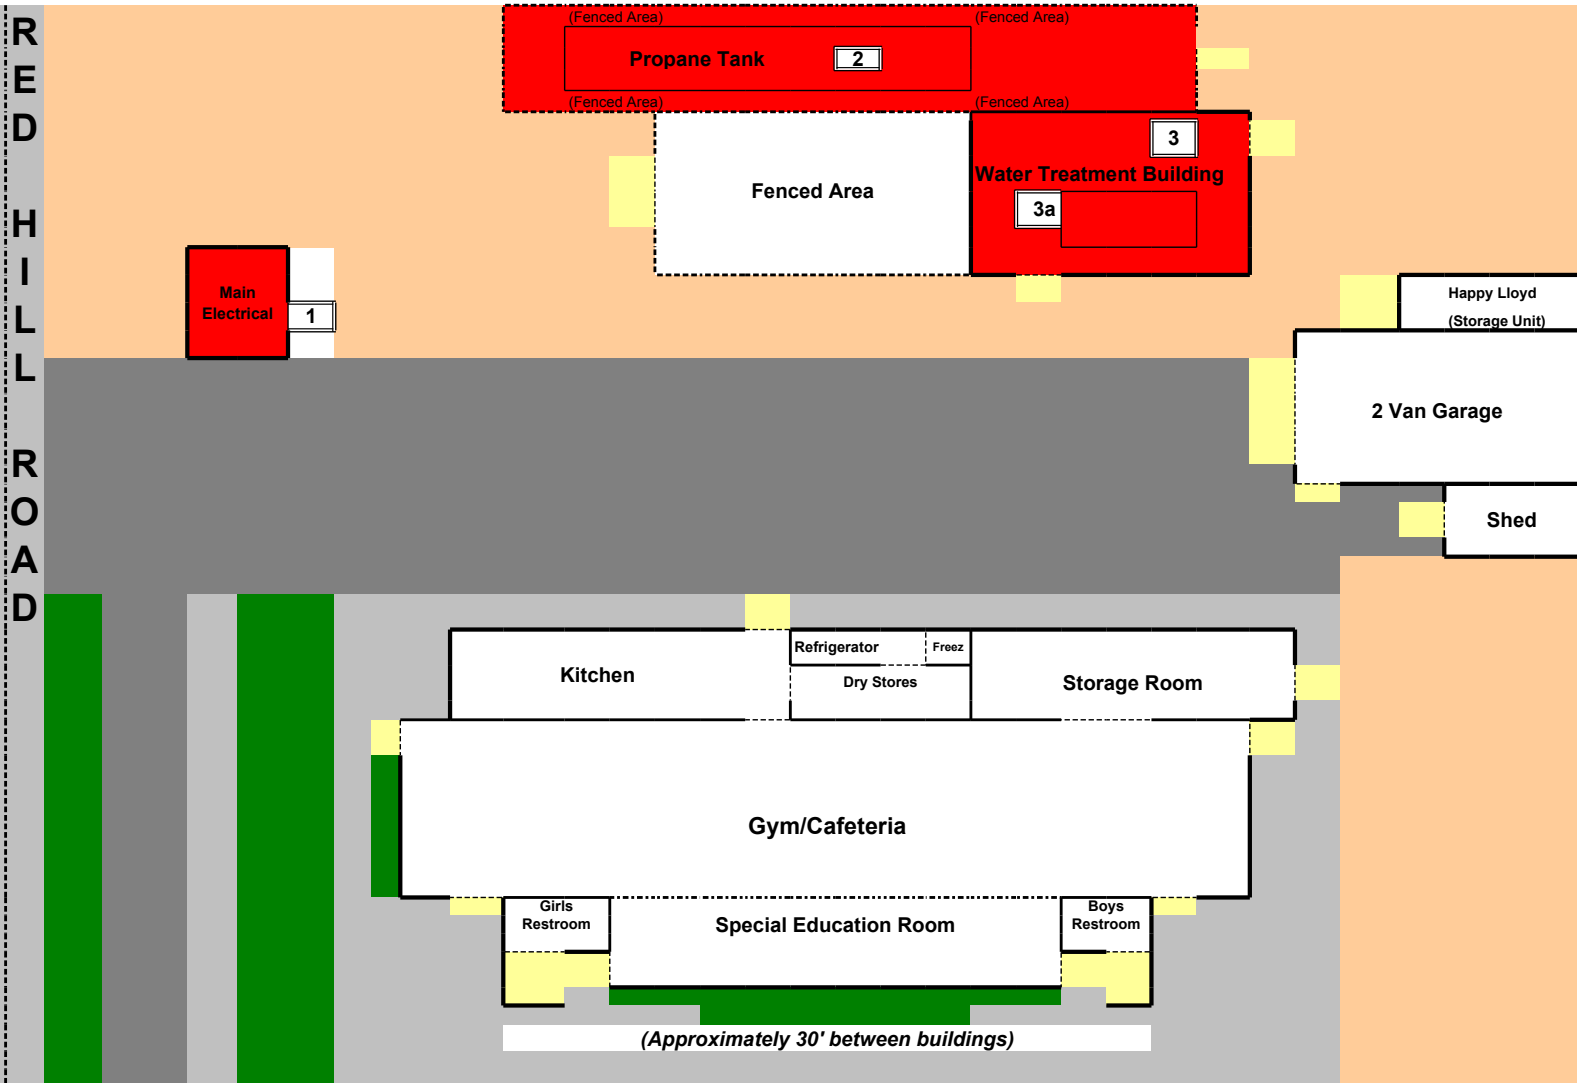 RED HILL ROAD
(Fenced Area) (Fenced Area)
Propane Tank 2
(Fenced Area) (Fenced Area)
3
Water Treatment Building
Fenced Area
3a
Main
Electrical
1
Happy Lloyd
(Storage Unit)
2 Van Garage
Shed
Refrigerator Freez
Kitchen
Dry Stores
Storage Room
Gym/Cafeteria
Girls
Restroom
Special Education Room
Boys
Restroom
(Approximately 30' between buildings)